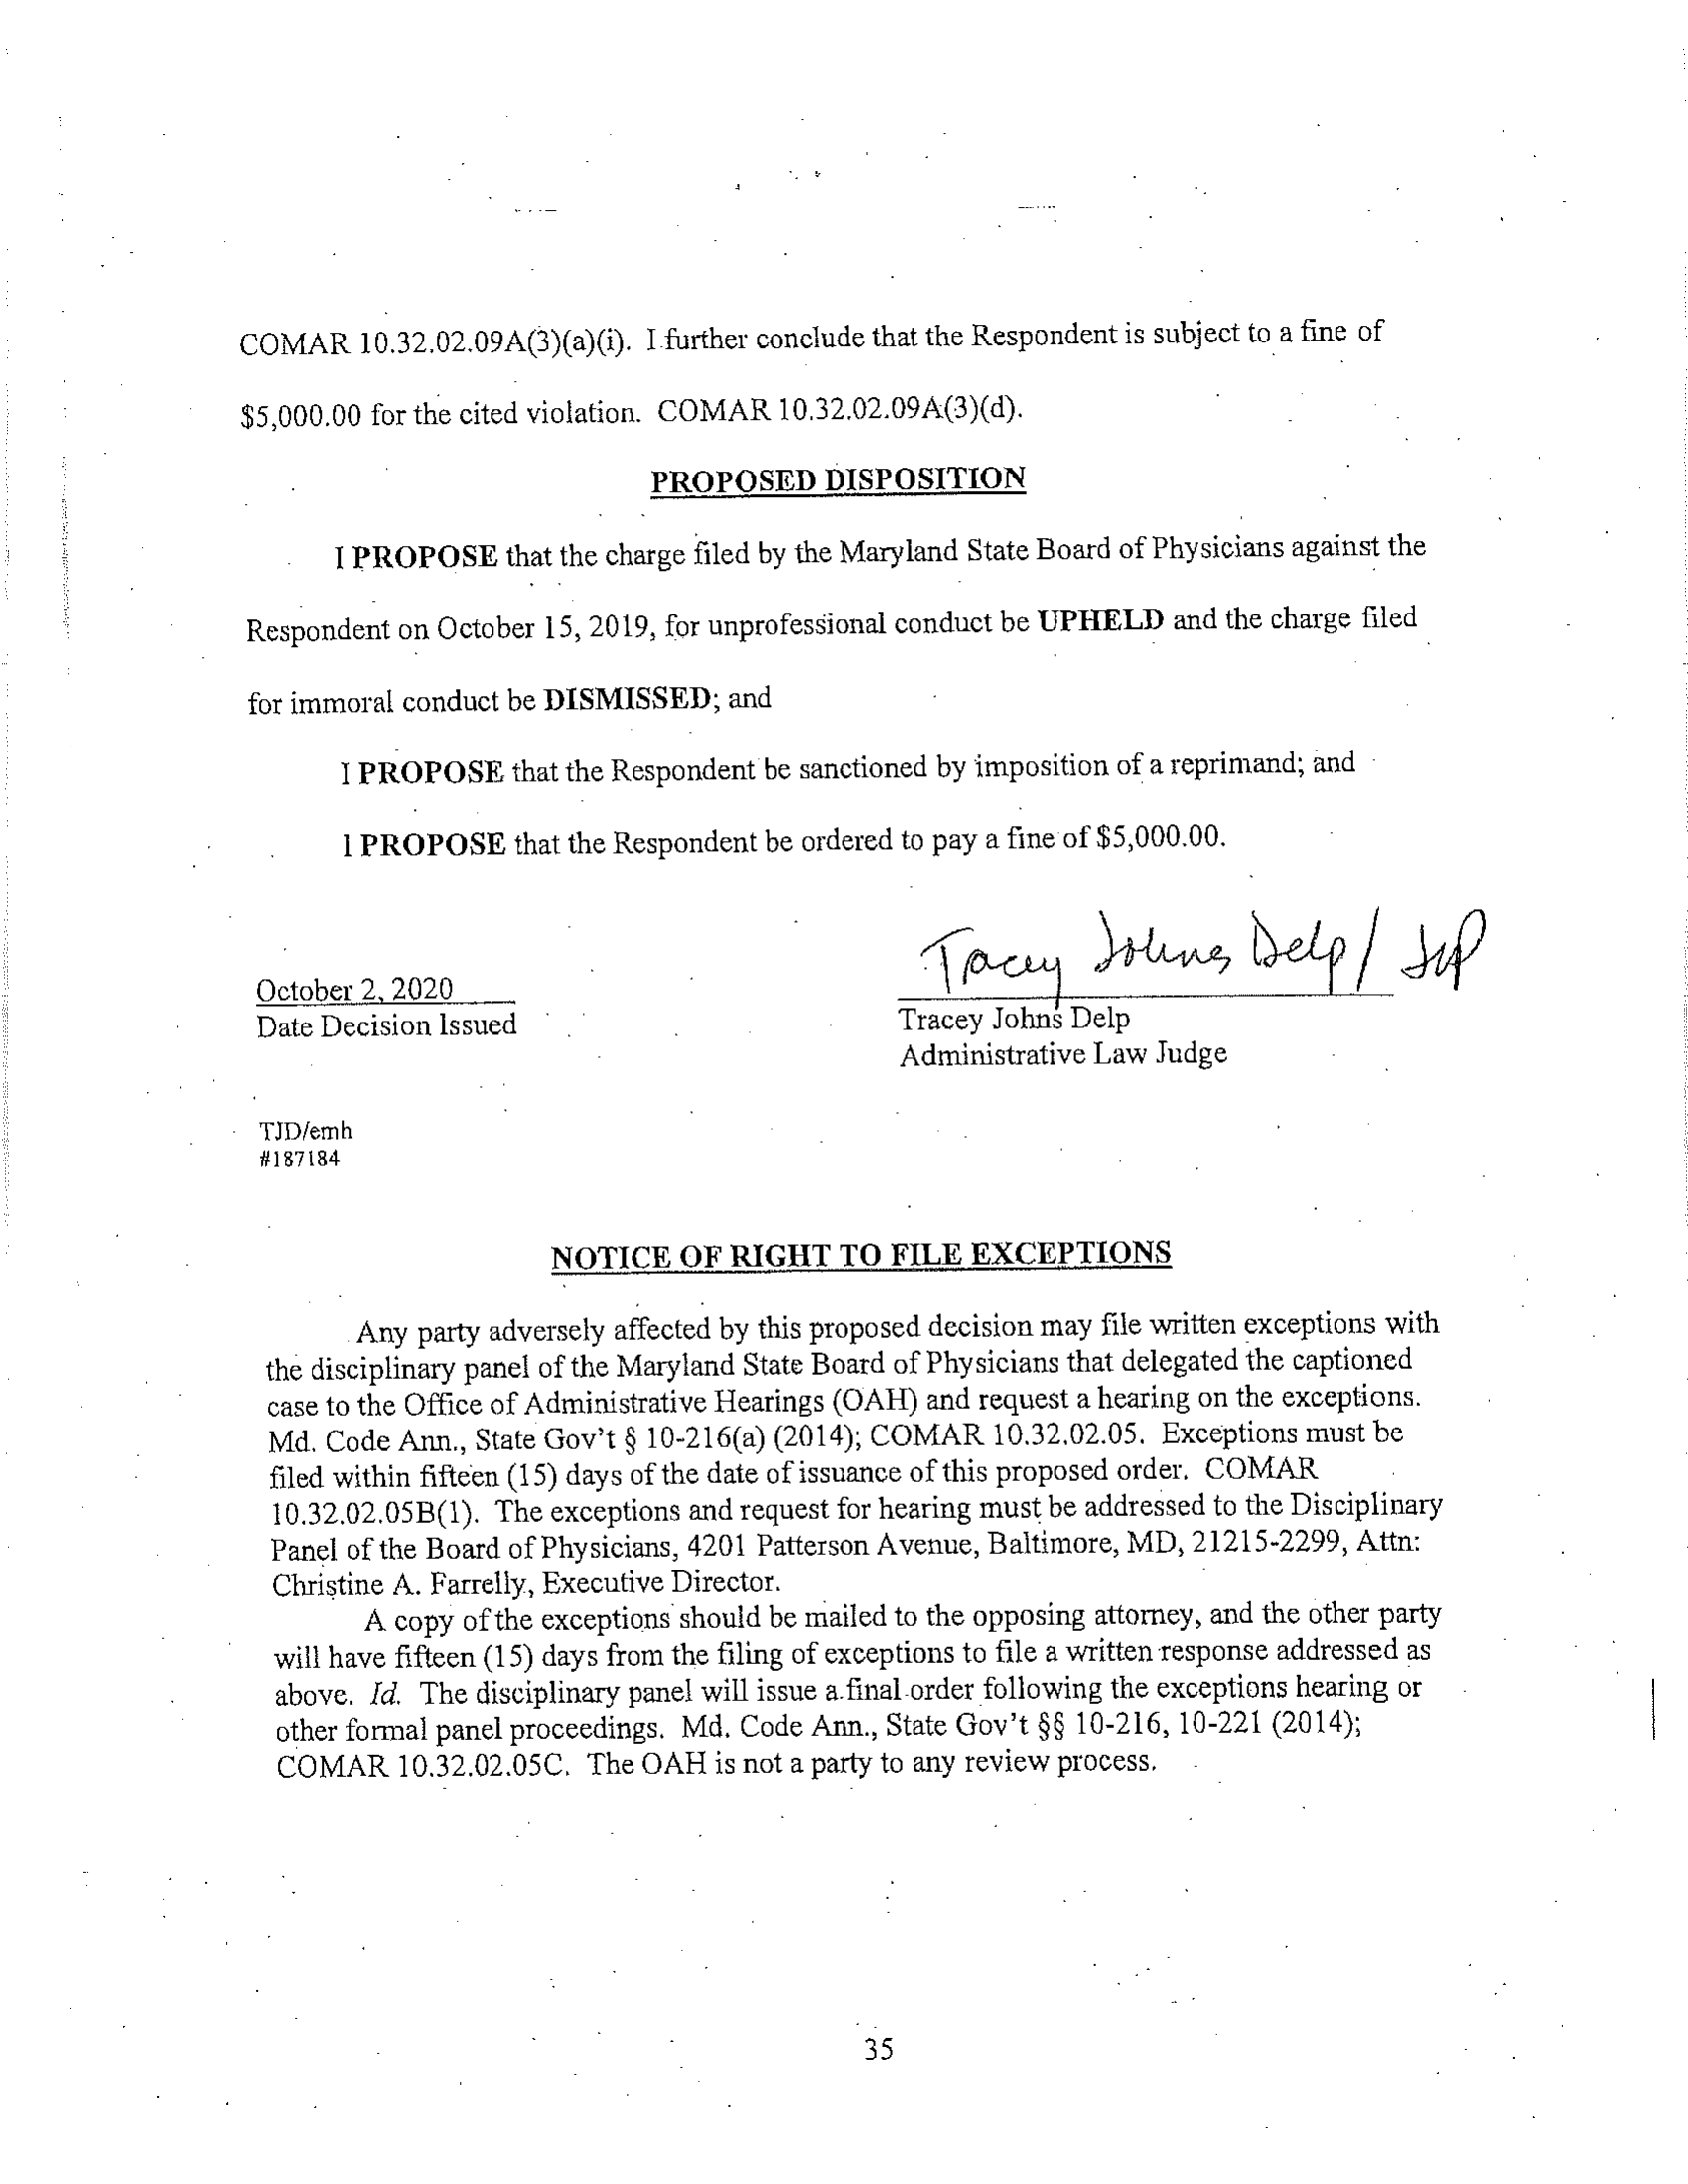 COMAR 10.32.02.09A(3)(a)(i). I further conclude that the Respondent is subject to a fine of
$5,000.00 for the cited violation. COMAR 10.32.02.09A(3)(d).
PROPOSED DISPOSITION
I PROPOSE that the charge filed by the Maryland State Board of Physicians against the
Respondent on October 15, 2019, for unprofessional conduct be UPHELD and the charge filed
for immoral conduct be DISMISSED; and
I PROPOSE that the Respondent be sanctioned by imposition of a reprimand; and
I PROPOSE that the Respondent be ordered to pay a fine of $5,000.00.
Tracey Johns Delp/
October 2, 2020
Date Decision Issued
Tracey Johns Delp
Administrative Law Judge
TJD/emh
#187184
NOTICE OF RIGHT TO FILE EXCEPTIONS
Any party adversely affected by this proposed decision may file written exceptions with
the disciplinary panel of the Maryland State Board of Physicians that delegated the captioned
case to the Office of Administrative Hearings (OAH) and request a hearing on the exceptions.
Md. Code Ann., State Gov't § 10-216(a) (2014); COMAR 10.32.02.05. Exceptions must be
filed within fifteen (15) days of the date of issuance of this proposed order. COMAR
10.32.02.05B(1). The exceptions and request for hearing must be addressed to the Disciplinary
Panel of the Board of Physicians, 4201 Patterson Avenue, Baltimore, MD, 21215-2299, Attn:
Christine A. Farrelly, Executive Director.
A copy of the exceptions should be mailed to the opposing attorney, and the other party
will have fifteen (15) days from the filing of exceptions to file a written response addressed as
above. Id. The disciplinary panel will issue a final order following the exceptions hearing or
other formal panel proceedings. Md. Code Ann., State Gov't §§ 10-216, 10-221 (2014);
COMAR 10.32.02.05C. The OAH is not a party to any review process.
35